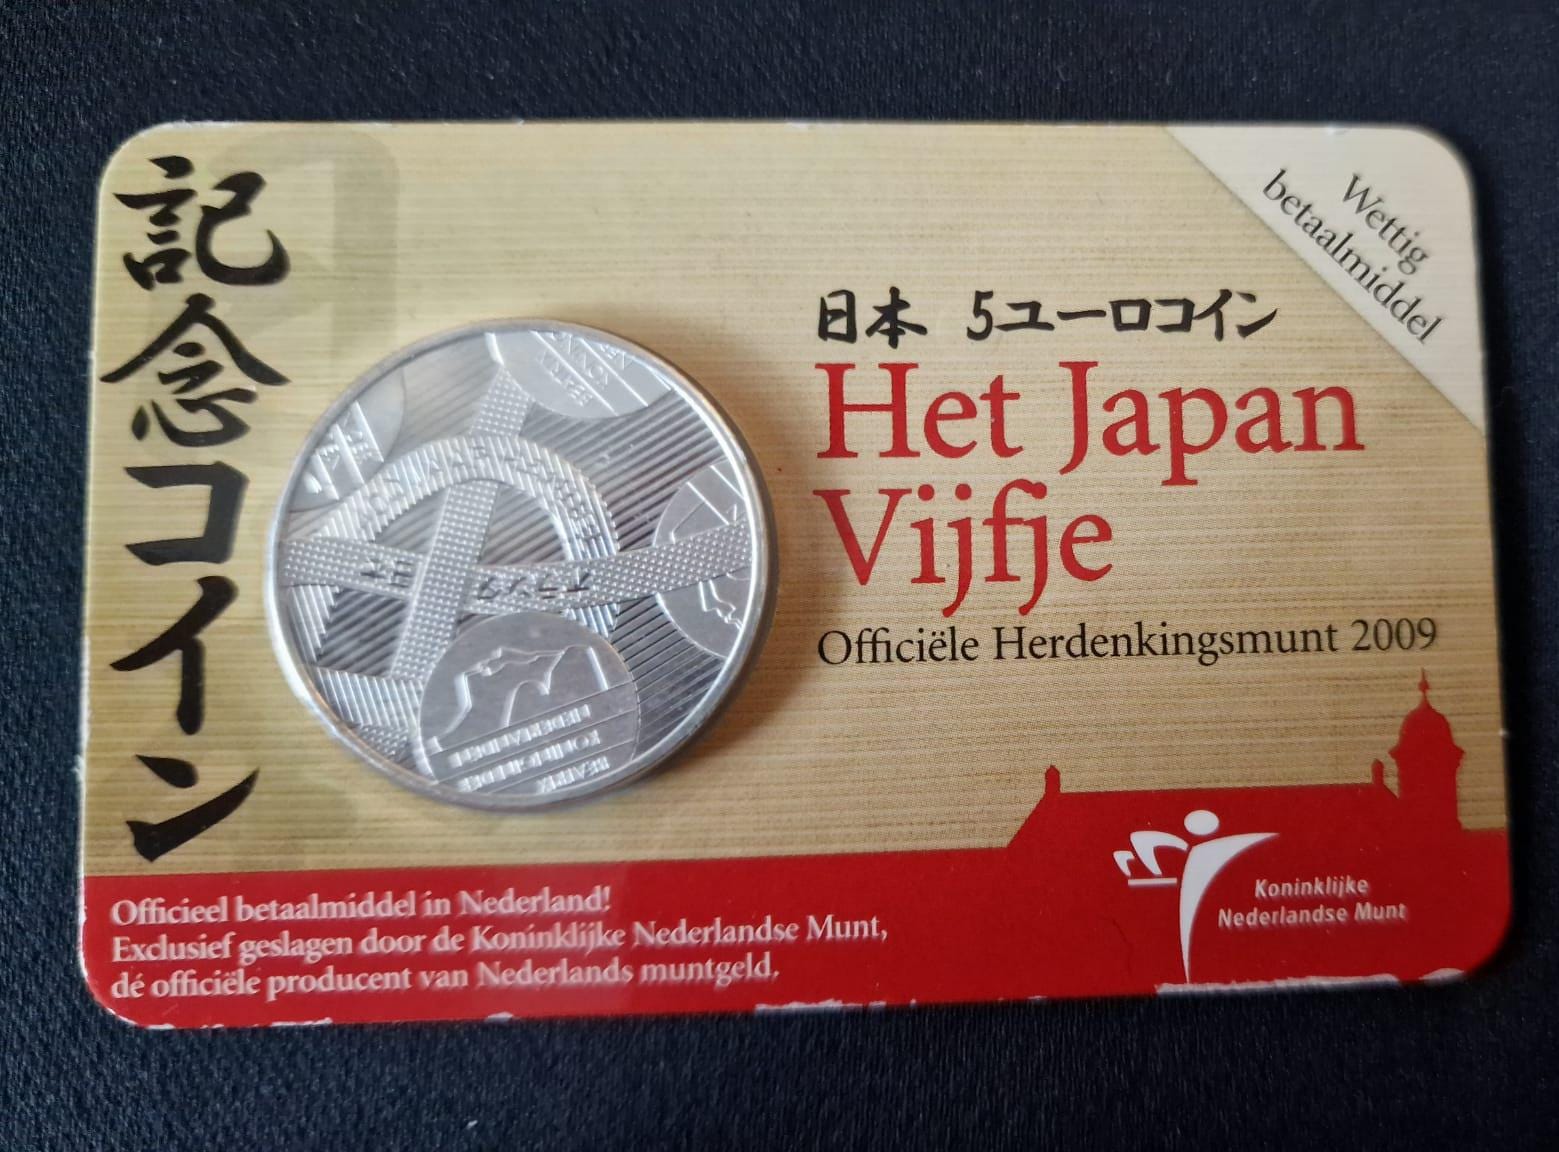 記念コイン
日本 5ユーロコイン
Het Japan
Vijfje
Officiële Herdenkingsmunt 2009
Wettig
betaalmiddel
Officieel betaalmiddel in Nederland!
Exclusief geslagen door de Koninklijke Nederlandse Munt,
dé officiële producent van Nederlands muntgeld.
Koninklijke
Nederlandse Munt